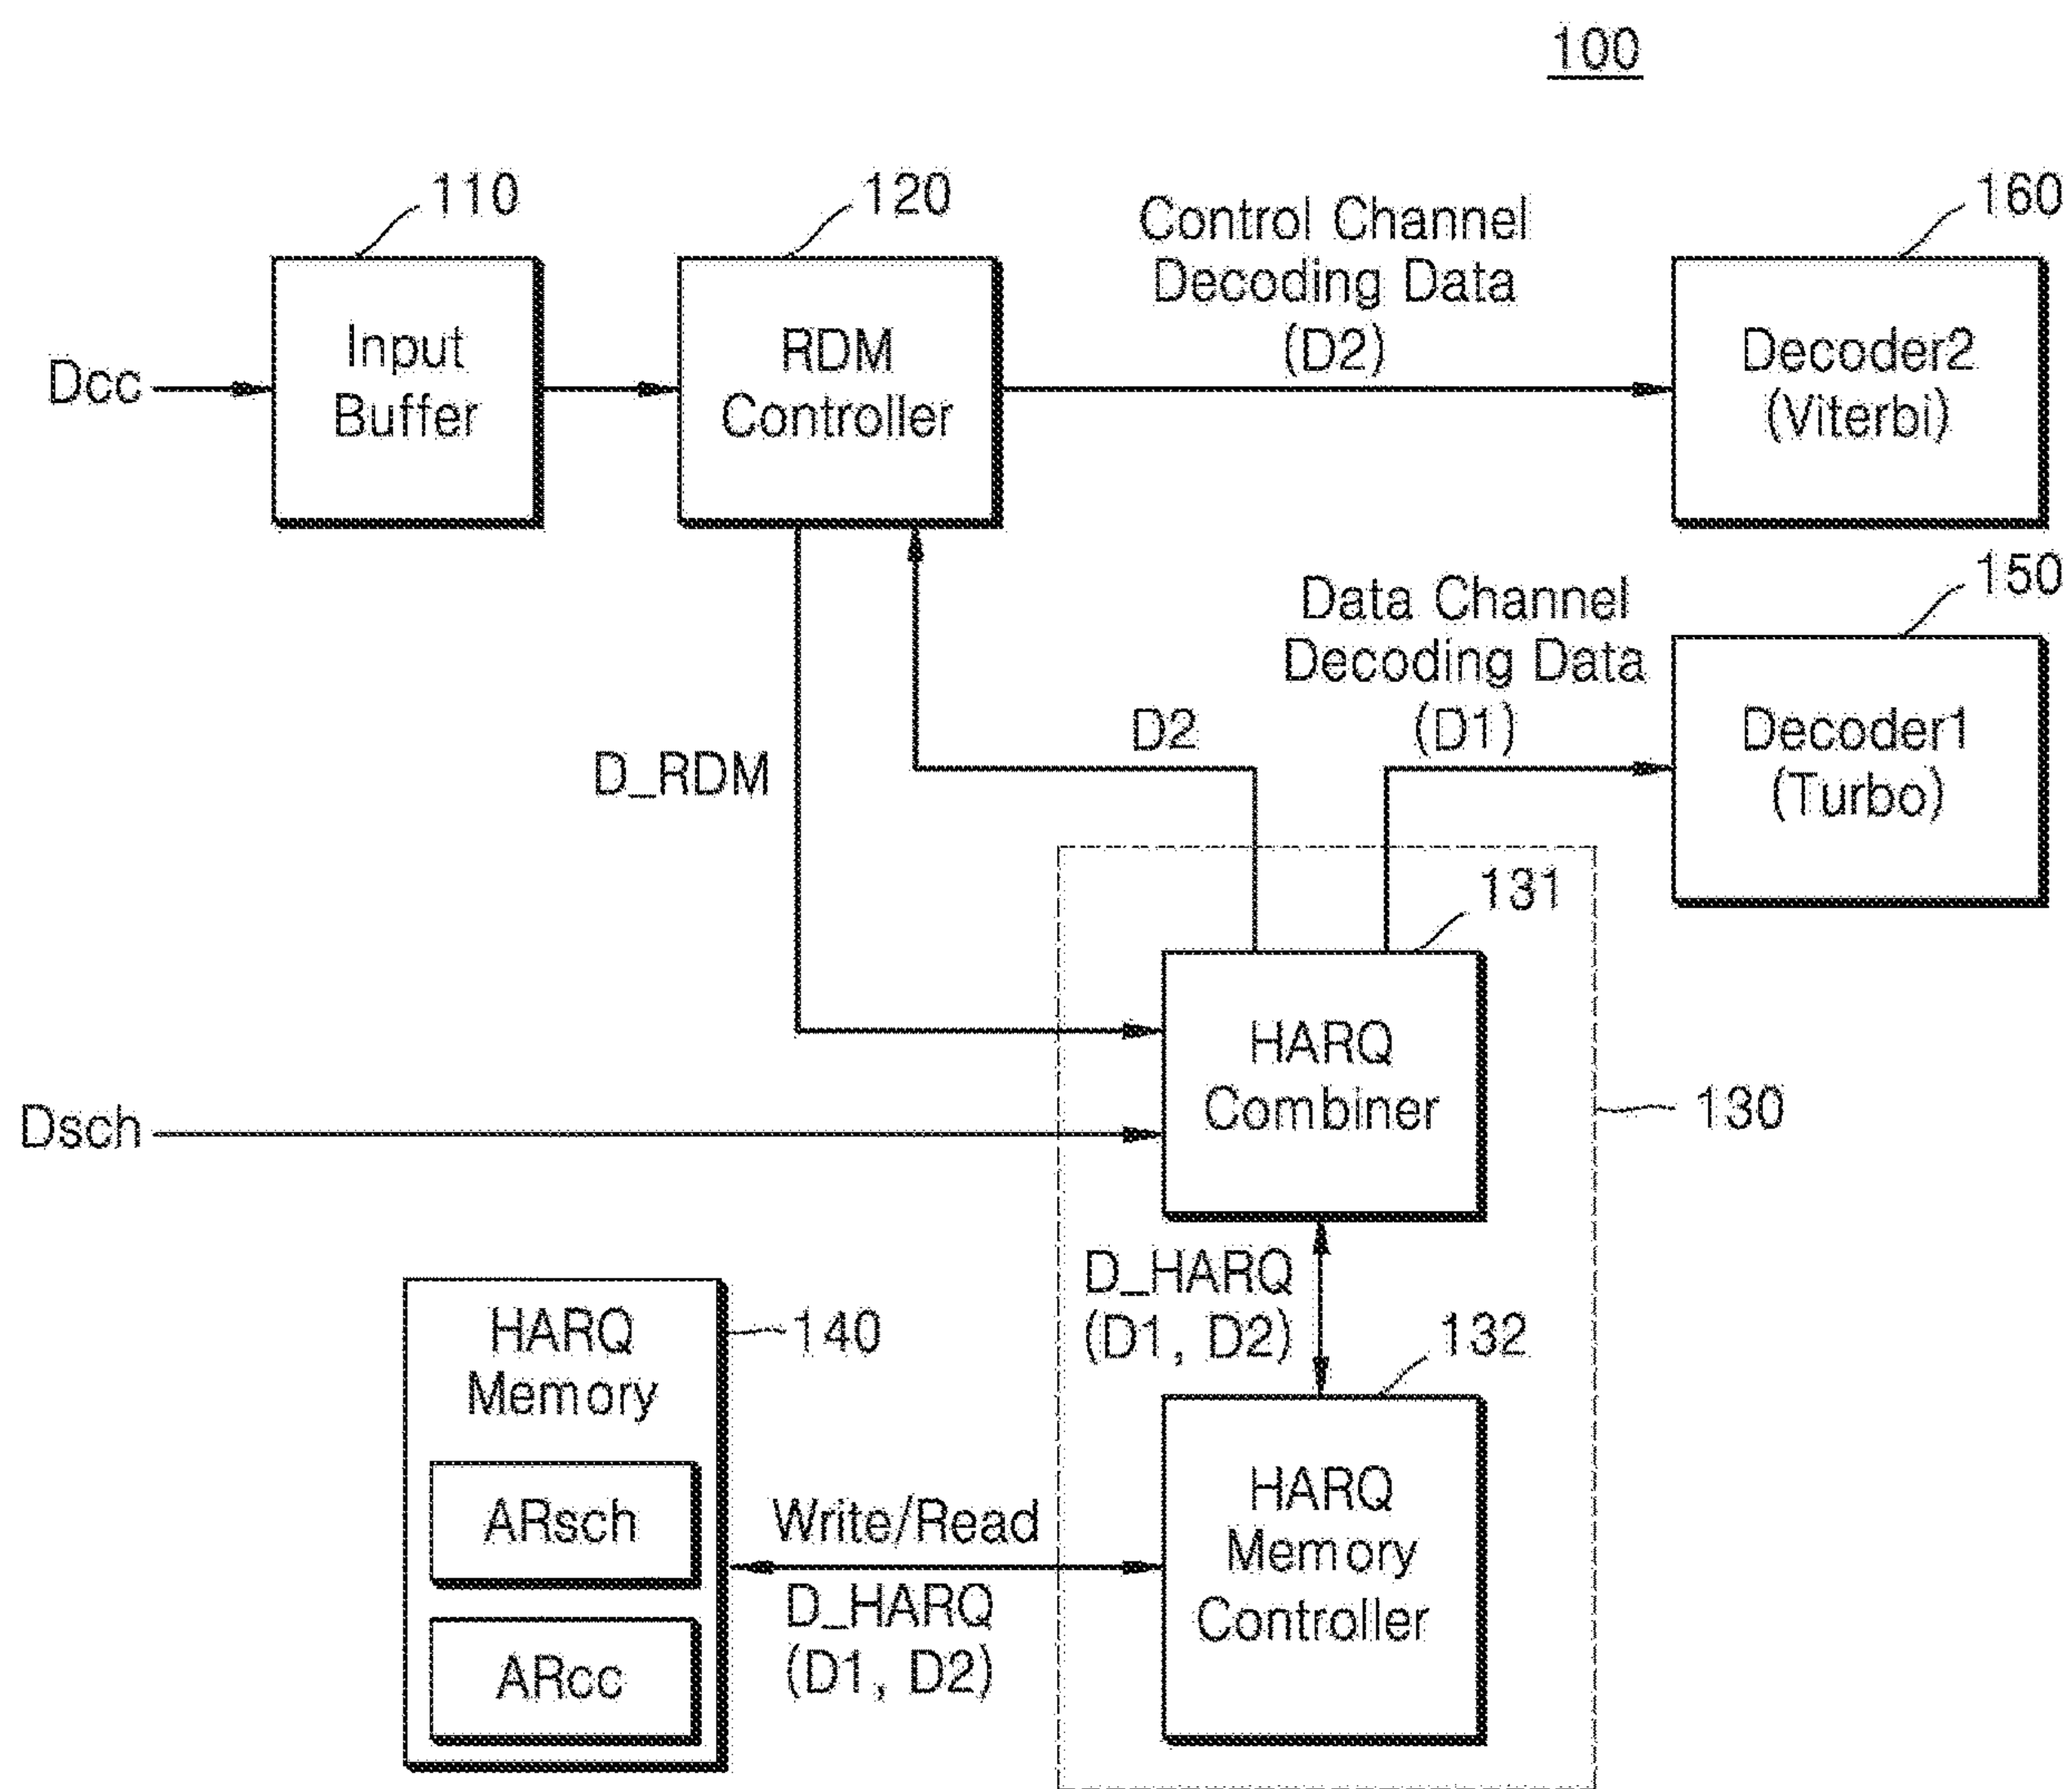 100
110
120
160
Control Channel
Decoding Data
(D2)
Dcc
Input
Buffer
RDM
Controller
Decoder2
(Viterbi)
150
Data Channel
Decoding Data
(D1)
D2
D_RDM
Decoder1
(Turbo)
131
HARQ
Combiner
130
Dsch
D_HARQ
(D1, D2)
132
HARQ
Memory
140
ARsch
ARcc
Write/Read
D_HARQ
(D1, D2)
HARQ
Memory
Controller